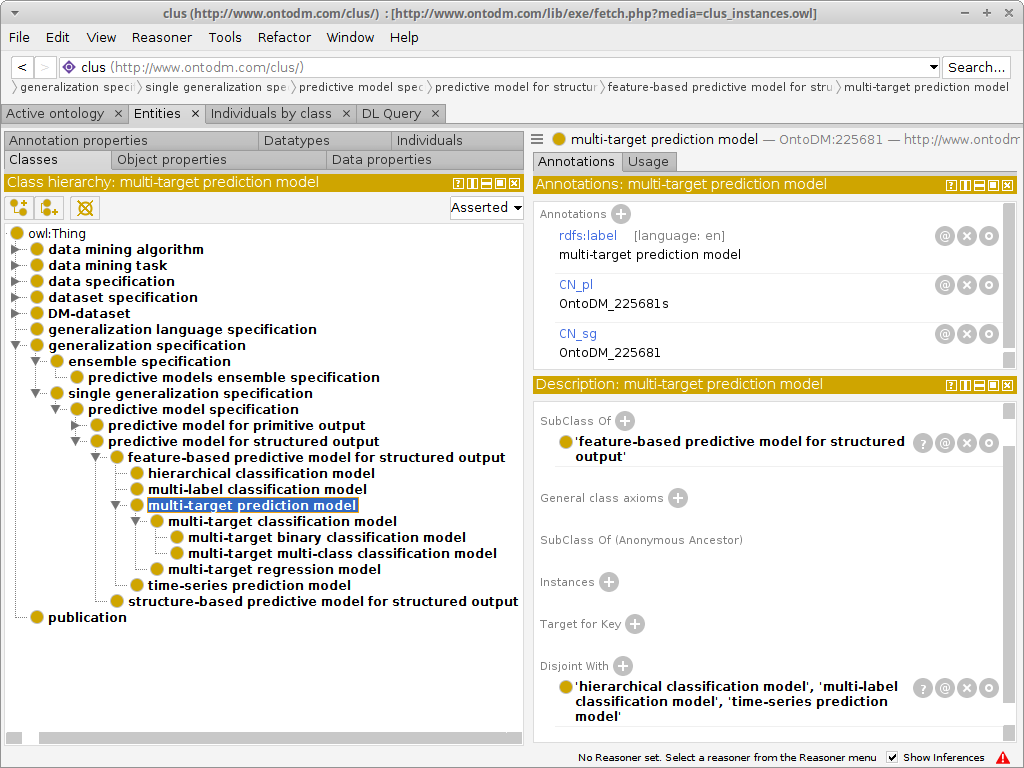 clus (http://www.ontodm.com/clus/) : [http://www.ontodm.com/lib/exe/fetch.php?media=clus_instances.owl]
File Edit View Reasoner Tools Refactor Window Help
< > clus (http://www.ontodm.com/clus/) Search...
generalization speci single generalization spe predictive model spec predictive model for structur feature-based predictive model for stru multi-target prediction model
Active ontology × Entities × Individuals by class × DL Query ×
Annotation properties Datatypes Individuals
Classes Object properties Data properties
Class hierarchy: multi-target prediction model
Asserted
owl:Thing
data mining algorithm
data mining task
data specification
dataset specification
DM-dataset
generalization language specification
generalization specification
ensemble specification
predictive models ensemble specification
single generalization specification
predictive model specification
predictive model for primitive output
predictive model for structured output
feature-based predictive model for structured output
hierarchical classification model
multi-label classification model
multi-target prediction model
multi-target classification model
multi-target binary classification model
multi-target multi-class classification model
multi-target regression model
time-series prediction model
structure-based predictive model for structured output
publication
multi-target prediction model — OntoDM:225681 — http://www.ontodm
Annotations Usage
Annotations: multi-target prediction model
Annotations
rdfs:label [language: en]
multi-target prediction model
CN_pl
OntoDM_225681s
CN_sg
OntoDM_225681
Description: multi-target prediction model
SubClass Of
'feature-based predictive model for structured
output'
General class axioms
SubClass Of (Anonymous Ancestor)
Instances
Target for Key
Disjoint With
'hierarchical classification model', 'multi-label
classification model', 'time-series prediction
model'
No Reasoner set. Select a reasoner from the Reasoner menu Show Inferences